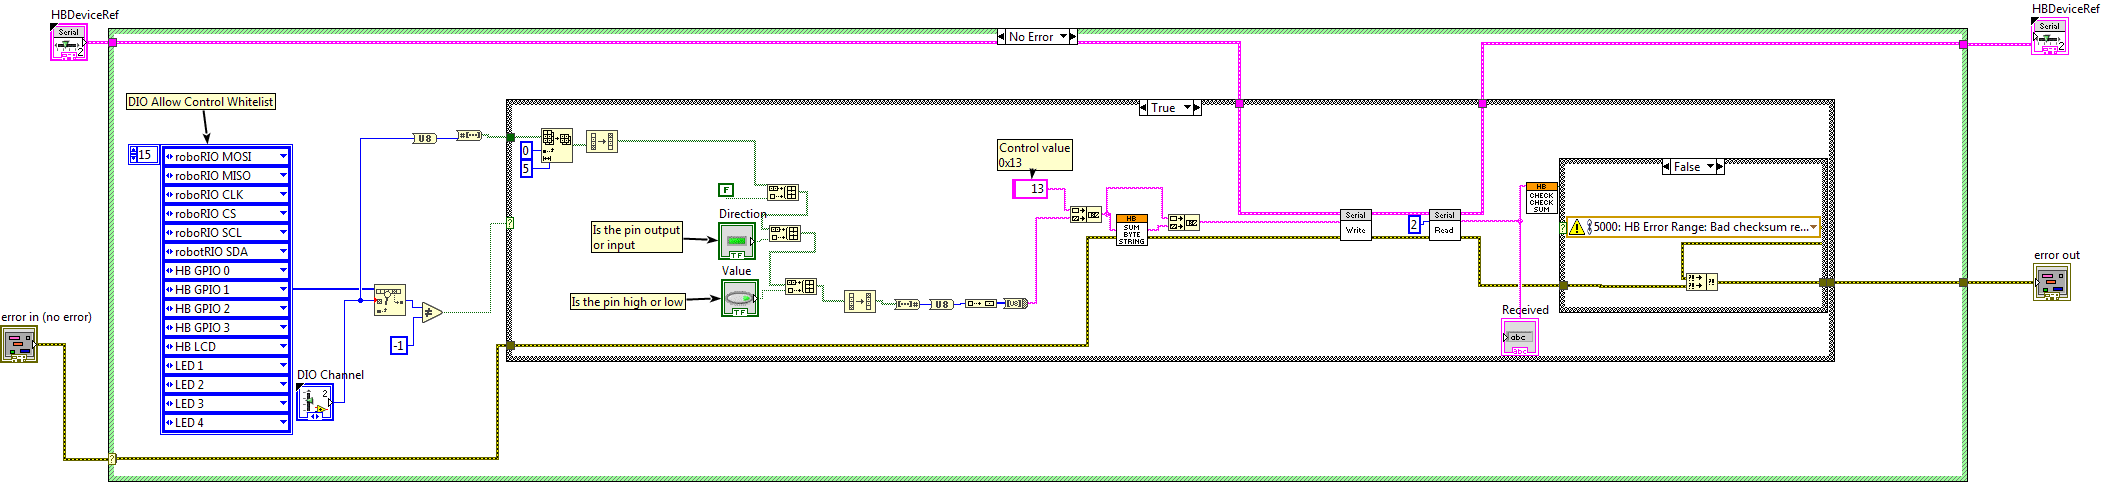 HBDeviceRef
Serial
2
No Error
HBDeviceRef
Serial
2
DIO Allow Control Whitelist
15
roboRIO MOSI
roboRIO MISO
roboRIO CLK
roboRIO CS
roboRIO SCL
robotRIO SDA
HB GPIO 0
HB GPIO 1
HB GPIO 2
HB GPIO 3
HB LCD
LED 1
LED 2
LED 3
LED 4
error in (no error)
DIO Channel
2
-1
?
U8
True
?
0
5
F
Direction
TF
Is the pin output
or input
Value
TF
Is the pin high or low
U8
[U8]
Control value
0x13
13
HB
SUM
BYTE
STRING
Serial
Write
2
Serial
Read
Received
abc
abc
HB
CHECK
CHECK
SUM
False
?
5000: HB Error Range: Bad checksum re...
error out